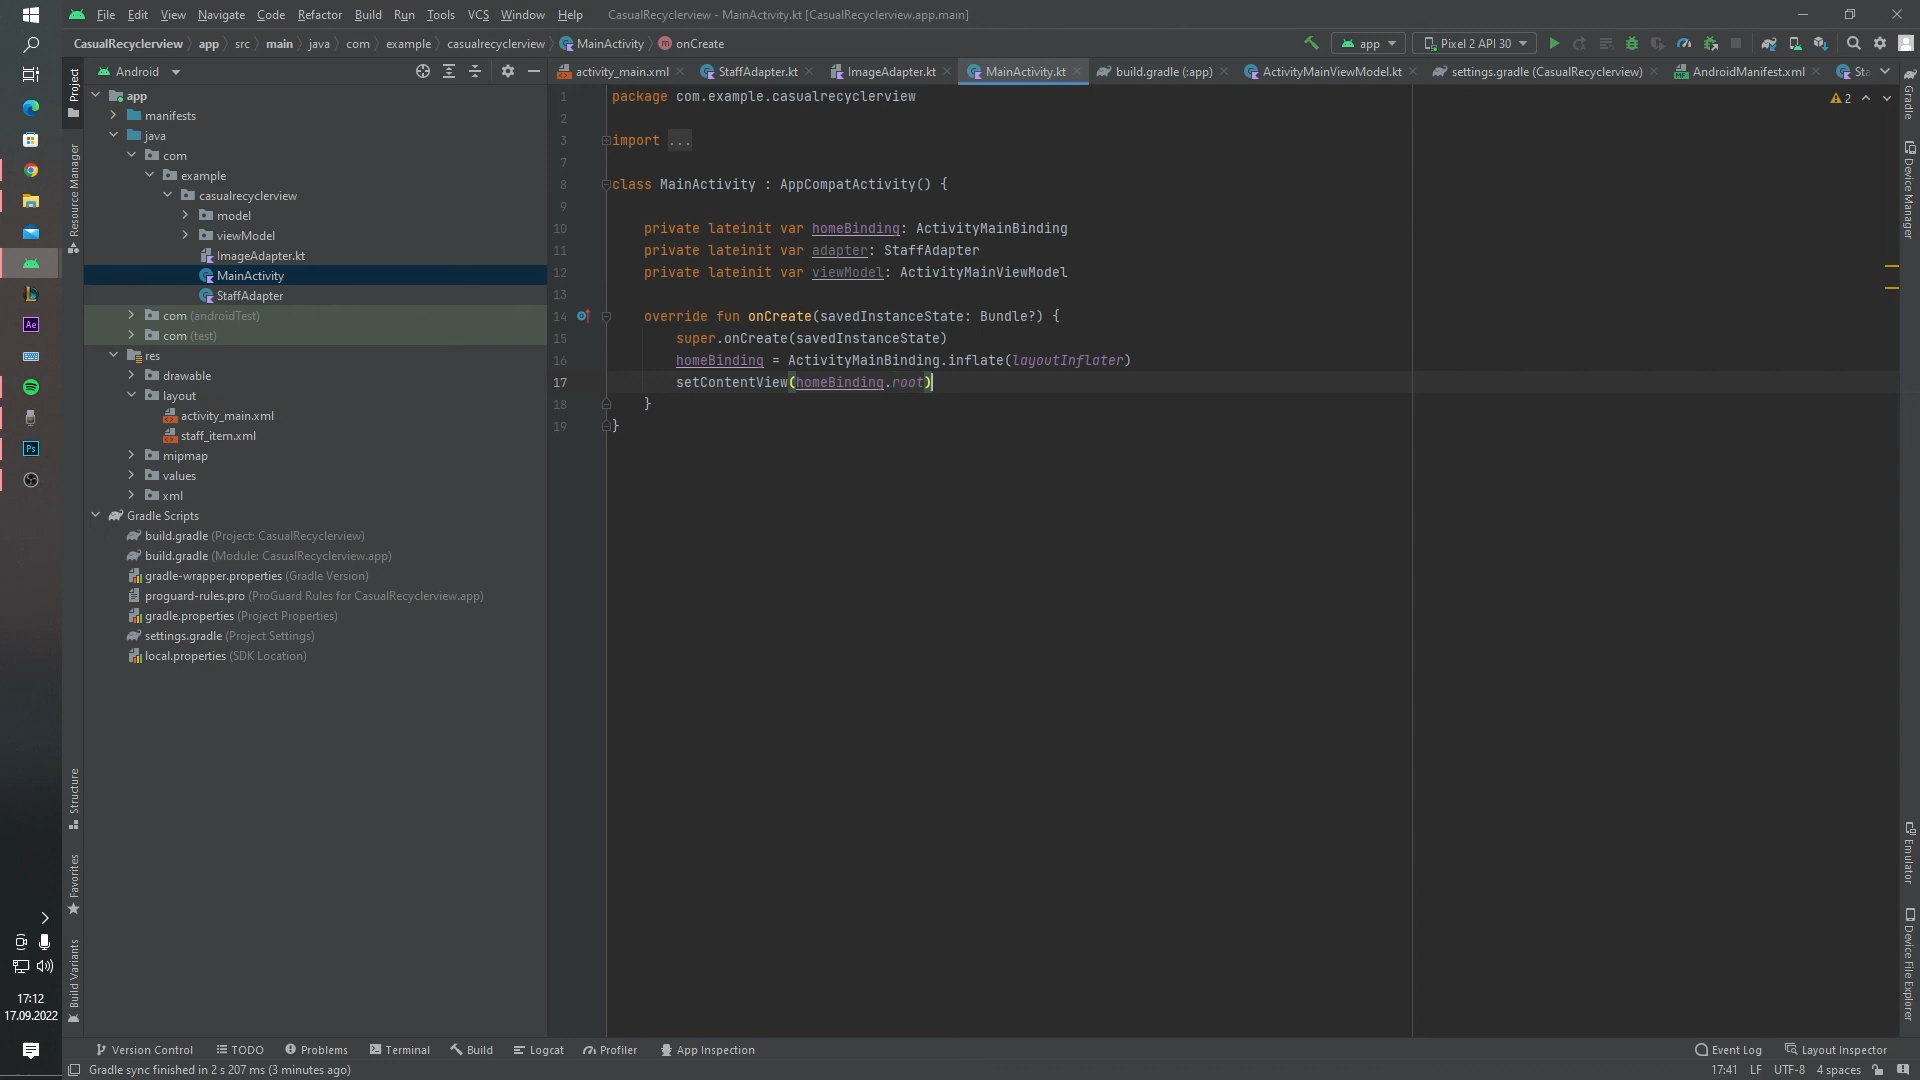 File Edit View Navigate Code Refactor Build Run Tools VCS Window Help CasualRecyclerview - MainActivity.kt [CasualRecyclerview.app.main]
CasualRecyclerview app src main java com example casualrecyclerview MainActivity onCreate app Pixel 2 API 30
Android
activity_main.xml StaffAdapter.kt ImageAdapter.kt MainActivity.kt build.gradle (:app) ActivityMainViewModel.kt settings.gradle (CasualRecyclerview) AndroidManifest.xml Sta
Project
Resource Manager
Structure
Favorites
Build Variants
app
manifests
java
com
example
casualrecyclerview
model
viewModel
ImageAdapter.kt
MainActivity
StaffAdapter
com (androidTest)
com (test)
res
drawable
layout
activity_main.xml
staff_item.xml
mipmap
values
xml
Gradle Scripts
build.gradle (Project: CasualRecyclerview)
build.gradle (Module: CasualRecyclerview.app)
gradle-wrapper.properties (Gradle Version)
proguard-rules.pro (ProGuard Rules for CasualRecyclerview.app)
gradle.properties (Project Properties)
settings.gradle (Project Settings)
local.properties (SDK Location)
1 package com.example.casualrecyclerview
2
3 import ...
7
8 class MainActivity : AppCompatActivity() {
9
10 private lateinit var homeBinding: ActivityMainBinding
11 private lateinit var adapter: StaffAdapter
12 private lateinit var viewModel: ActivityMainViewModel
13
14 override fun onCreate(savedInstanceState: Bundle?) {
15 super.onCreate(savedInstanceState)
16 homeBinding = ActivityMainBinding.inflate(layoutInflater)
17 setContentView(homeBinding.root)
18 }
19 }
2
Gradle
Device Manager
Emulator
Device File Explorer
Ae
Ps
17:12
17.09.2022
Version Control TODO Problems Terminal Build Logcat Profiler App Inspection Event Log Layout Inspector
Gradle sync finished in 2 s 207 ms (3 minutes ago) 17:41 LF UTF-8 4 spaces